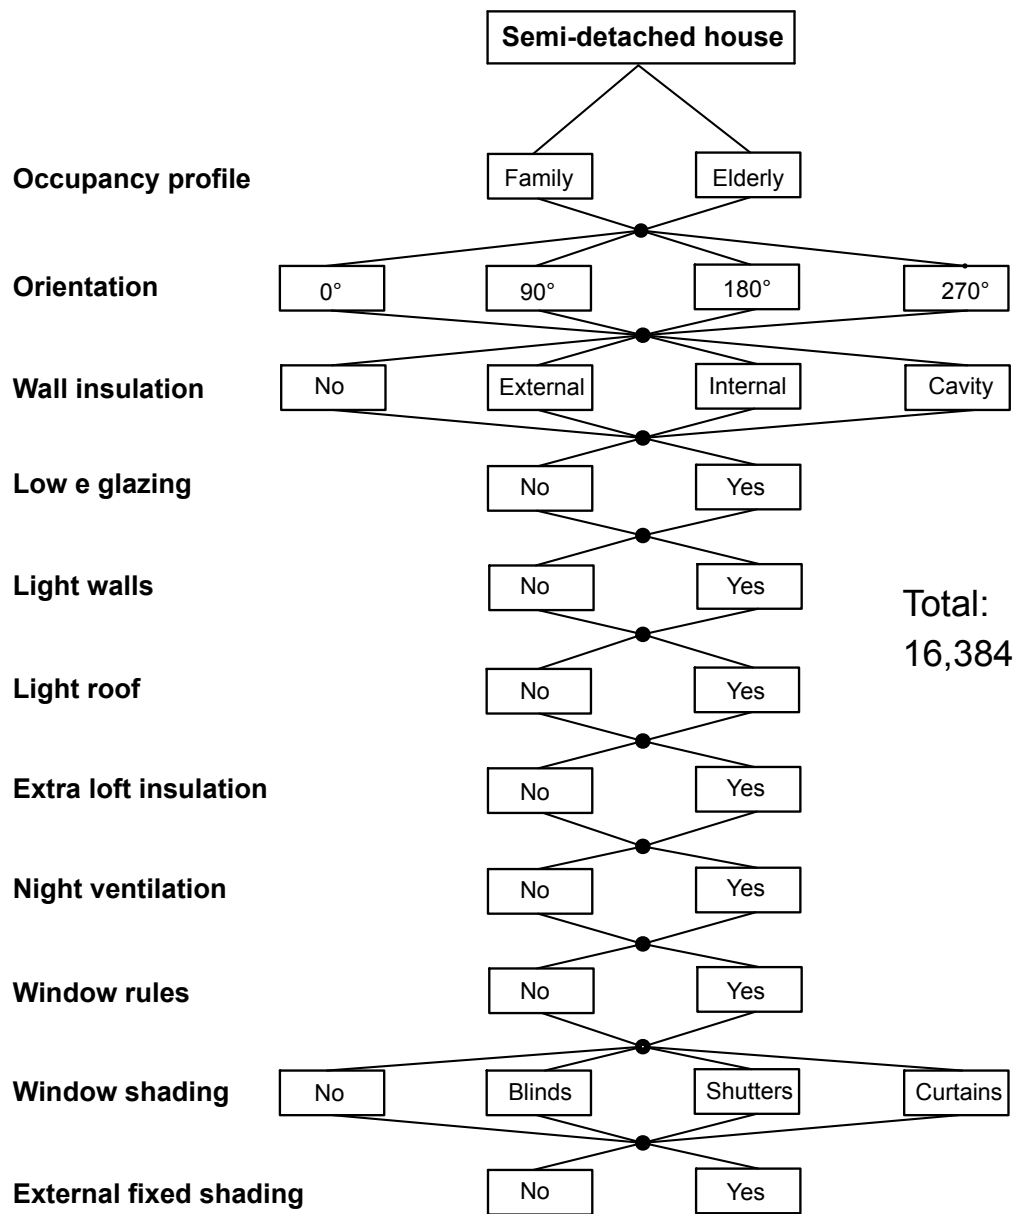 Semi-detached house
Occupancy profile
Family
Elderly
Orientation
0°
90°
180°
270°
Wall insulation
No
External
Internal
Cavity
Low e glazing
No
Yes
Light walls
No
Yes
Total:
16,384
Light roof
No
Yes
Extra loft insulation
No
Yes
Night ventilation
No
Yes
Window rules
No
Yes
Window shading
No
Blinds
Shutters
Curtains
External fixed shading
No
Yes